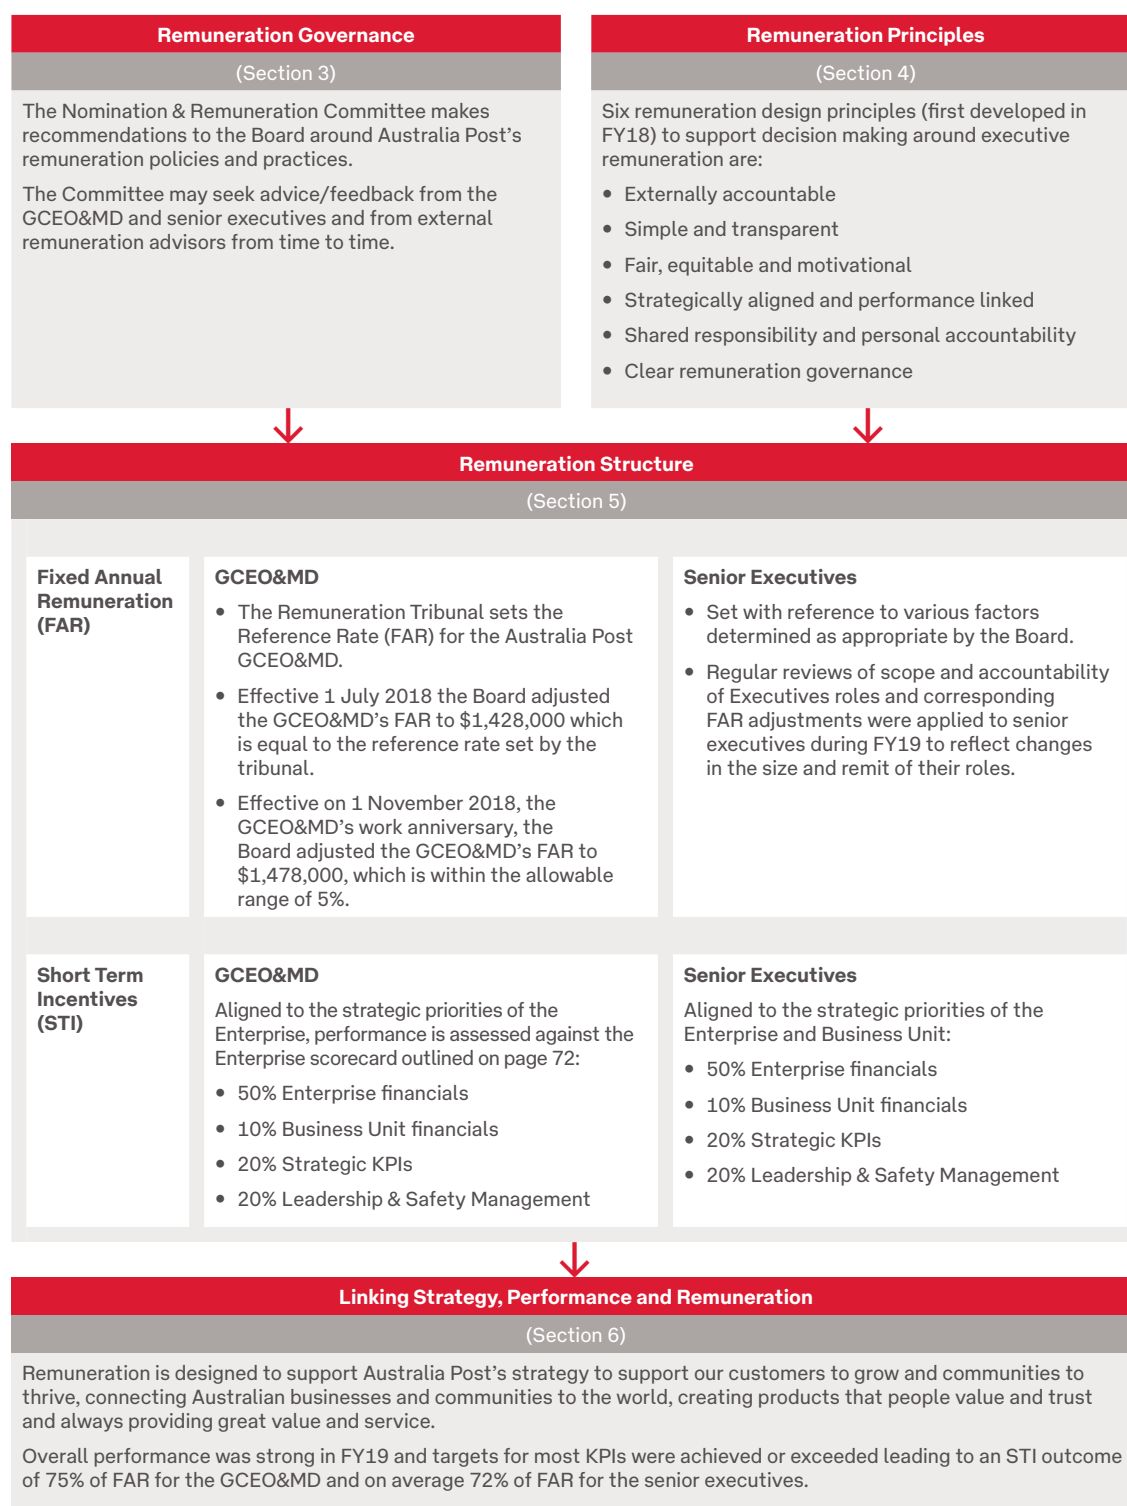 Remuneration Governance
(Section 3)
The Nomination & Remuneration Committee makes
recommendations to the Board around Australia Post’s
remuneration policies and practices.
The Committee may seek advice/feedback from the
GCEO&MD and senior executives and from external
remuneration advisors from time to time.
Remuneration Principles
(Section 4)
Six remuneration design principles (first developed in
FY18) to support decision making around executive
remuneration are:
• Externally accountable
• Simple and transparent
• Fair, equitable and motivational
• Strategically aligned and performance linked
• Shared responsibility and personal accountability
• Clear remuneration governance
Remuneration Structure
(Section 5)
Fixed Annual
Remuneration
(FAR)
GCEO&MD
• The Remuneration Tribunal sets the
Reference Rate (FAR) for the Australia Post
GCEO&MD.
• Effective 1 July 2018 the Board adjusted
the GCEO&MD’s FAR to $1,428,000 which
is equal to the reference rate set by the
tribunal.
• Effective on 1 November 2018, the
GCEO&MD’s work anniversary, the
Board adjusted the GCEO&MD’s FAR to
$1,478,000, which is within the allowable
range of 5%.
Senior Executives
• Set with reference to various factors
determined as appropriate by the Board.
• Regular reviews of scope and accountability
of Executives roles and corresponding
FAR adjustments were applied to senior
executives during FY19 to reflect changes
in the size and remit of their roles.
Short Term
Incentives
(STI)
GCEO&MD
Aligned to the strategic priorities of the
Enterprise, performance is assessed against the
Enterprise scorecard outlined on page 72:
• 50% Enterprise financials
• 10% Business Unit financials
• 20% Strategic KPIs
• 20% Leadership & Safety Management
Senior Executives
Aligned to the strategic priorities of the
Enterprise and Business Unit:
• 50% Enterprise financials
• 10% Business Unit financials
• 20% Strategic KPIs
• 20% Leadership & Safety Management
Linking Strategy, Performance and Remuneration
(Section 6)
Remuneration is designed to support Australia Post’s strategy to support our customers to grow and communities to
thrive, connecting Australian businesses and communities to the world, creating products that people value and trust
and always providing great value and service.
Overall performance was strong in FY19 and targets for most KPIs were achieved or exceeded leading to an STI outcome
of 75% of FAR for the GCEO&MD and on average 72% of FAR for the senior executives.